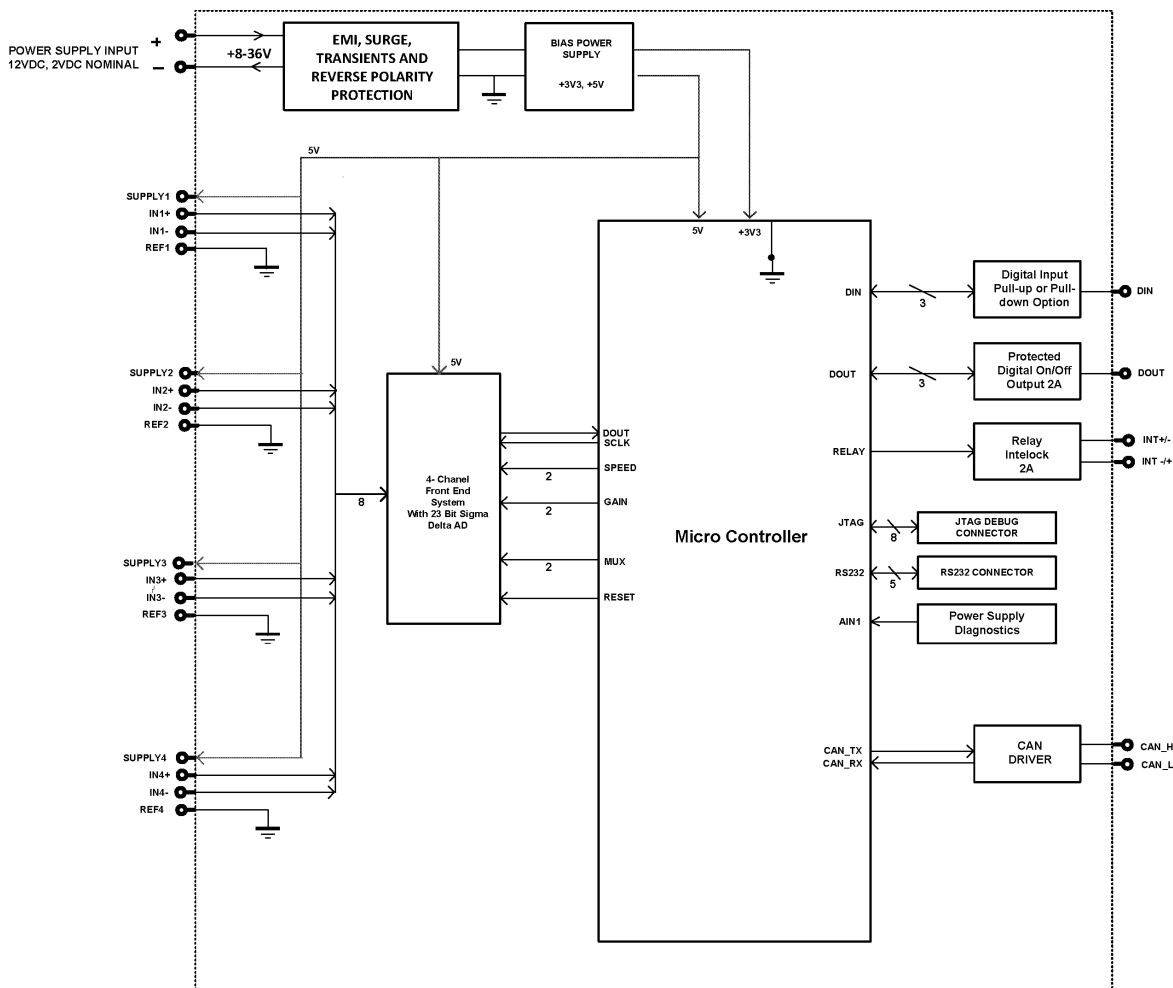 POWER SUPPLY INPUT
12VDC, 2VDC NOMINAL
+
−
+8-36V
EMI, SURGE,
TRANSIENTS AND
REVERSE POLARITY
PROTECTION
BIAS POWER
SUPPLY
+3V3, +5V
5V
SUPPLY1
IN1+
IN1-
REF1
SUPPLY2
IN2+
IN2-
REF2
SUPPLY3
IN3+
IN3-
REF3
SUPPLY4
IN4+
IN4-
REF4
8
5V
4- Chanel
Front End
System
With 23 Bit Sigma
Delta AD
2
2
2
5V
+3V3
DOUT
SCLK
SPEED
GAIN
MUX
RESET
Micro Controller
DIN
DOUT
RELAY
JTAG
RS232
AIN1
CAN_TX
CAN_RX
3
3
8
5
Digital Input
Pull-up or Pull-
down Option
Protected
Digital On/Off
Output 2A
Relay
Intelock
2A
JTAG DEBUG
CONNECTOR
RS232 CONNECTOR
Power Supply
Diagnostics
CAN
DRIVER
DIN
DOUT
INT+/-
INT -/+
CAN_H
CAN_L